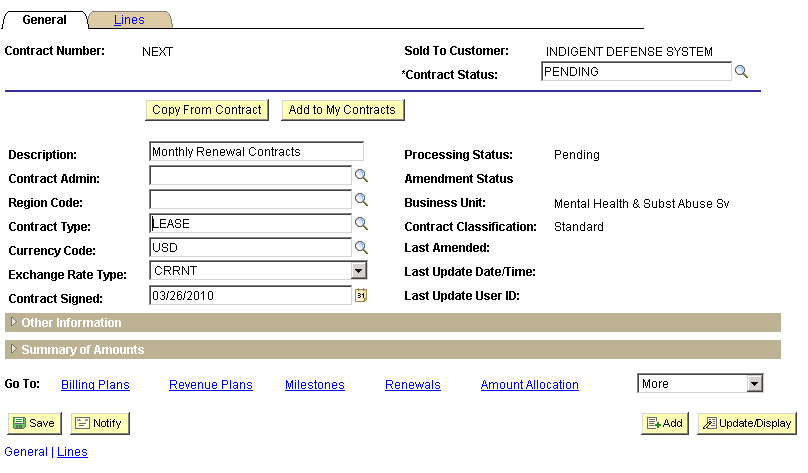 General Lines
Contract Number: NEXT Sold To Customer: INDIGENT DEFENSE SYSTEM
*Contract Status: PENDING
Copy From Contract Add to My Contracts
Description: Monthly Renewal Contracts Processing Status: Pending
Contract Admin: Amendment Status
Region Code: Business Unit: Mental Health & Subst Abuse Sv
Contract Type: LEASE Contract Classification: Standard
Currency Code: USD Last Amended:
Exchange Rate Type: CRRNT Last Update Date/Time:
Contract Signed: 03/26/2010 31 Last Update User ID:
Other Information
Summary of Amounts
Go To: Billing Plans Revenue Plans Milestones Renewals Amount Allocation More
Save Notify Add Update/Display
General | Lines